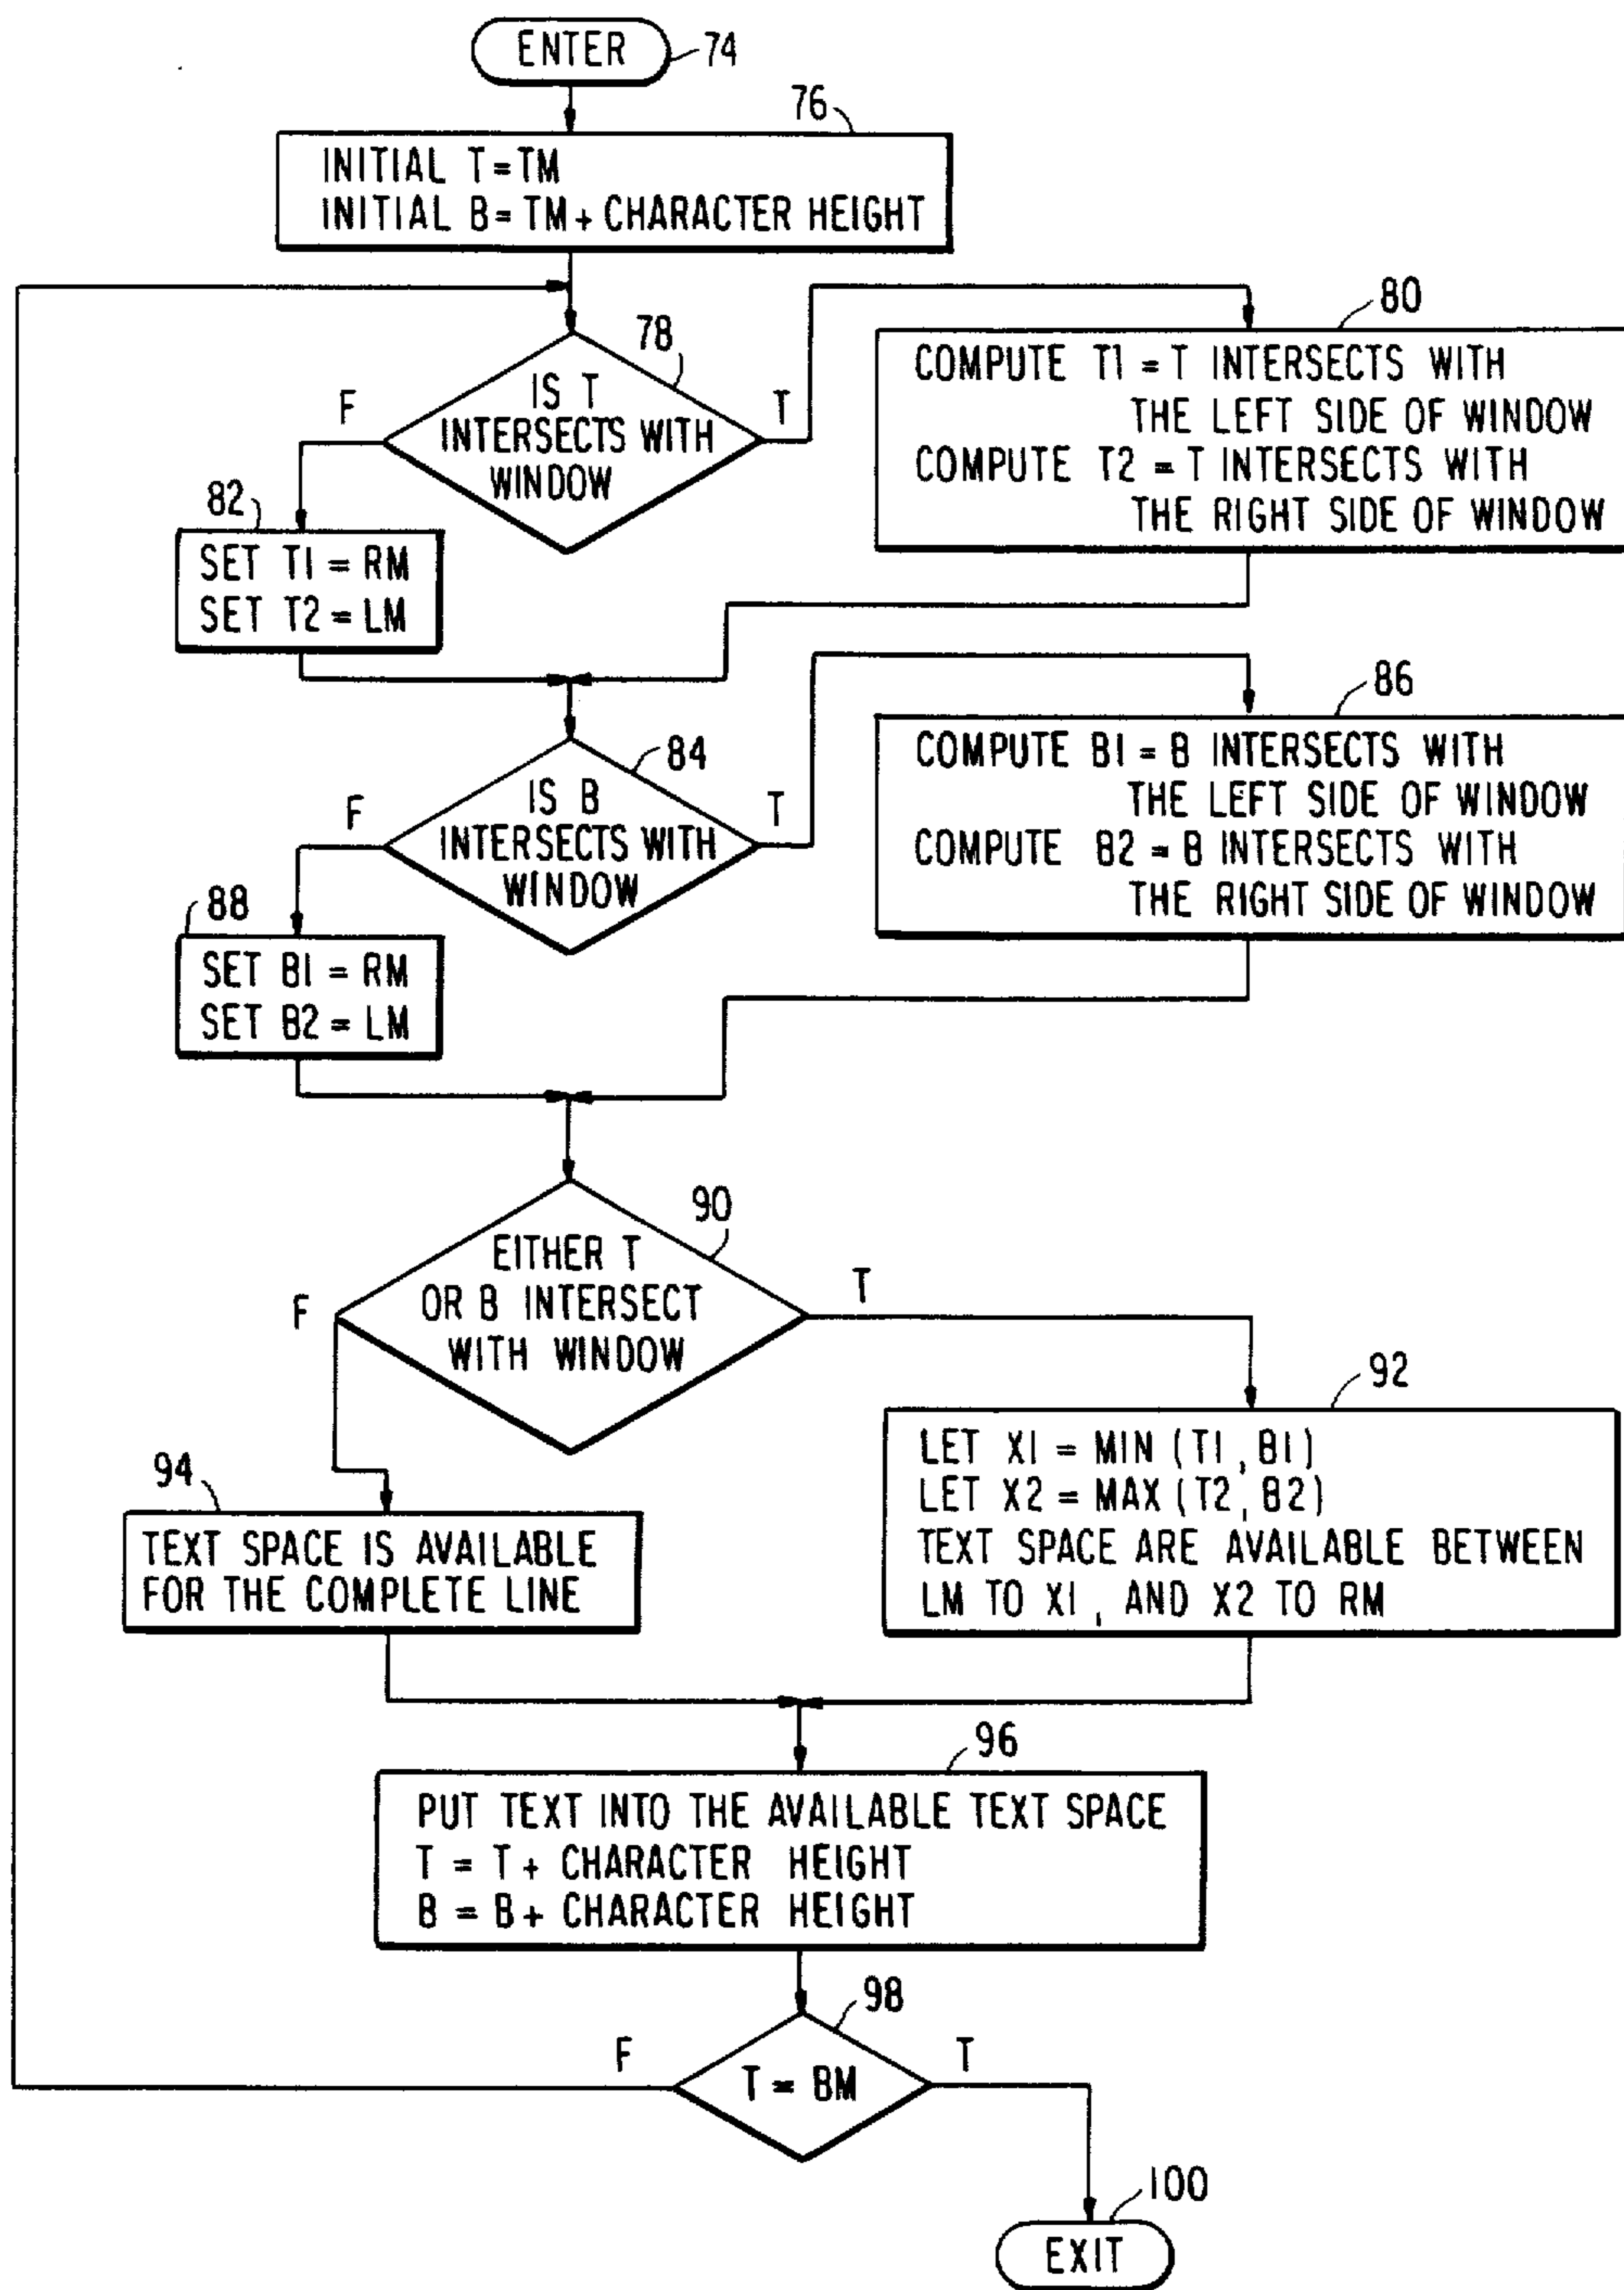 ENTER
74
76
INITIAL T = TM
INITIAL B = TM + CHARACTER HEIGHT
78
IS T
INTERSECTS WITH
WINDOW
F
T
80
COMPUTE T1 = T INTERSECTS WITH
THE LEFT SIDE OF WINDOW
COMPUTE T2 = T INTERSECTS WITH
THE RIGHT SIDE OF WINDOW
82
SET T1 = RM
SET T2 = LM
84
IS B
INTERSECTS WITH
WINDOW
F
T
86
COMPUTE B1 = B INTERSECTS WITH
THE LEFT SIDE OF WINDOW
COMPUTE B2 = B INTERSECTS WITH
THE RIGHT SIDE OF WINDOW
88
SET B1 = RM
SET B2 = LM
90
EITHER T
OR B INTERSECT
WITH WINDOW
F
T
92
LET X1 = MIN (T1, B1)
LET X2 = MAX (T2, B2)
TEXT SPACE ARE AVAILABLE BETWEEN
LM TO X1, AND X2 TO RM
94
TEXT SPACE IS AVAILABLE
FOR THE COMPLETE LINE
96
PUT TEXT INTO THE AVAILABLE TEXT SPACE
T = T + CHARACTER HEIGHT
B = B + CHARACTER HEIGHT
98
F
T = BM
T
100
EXIT